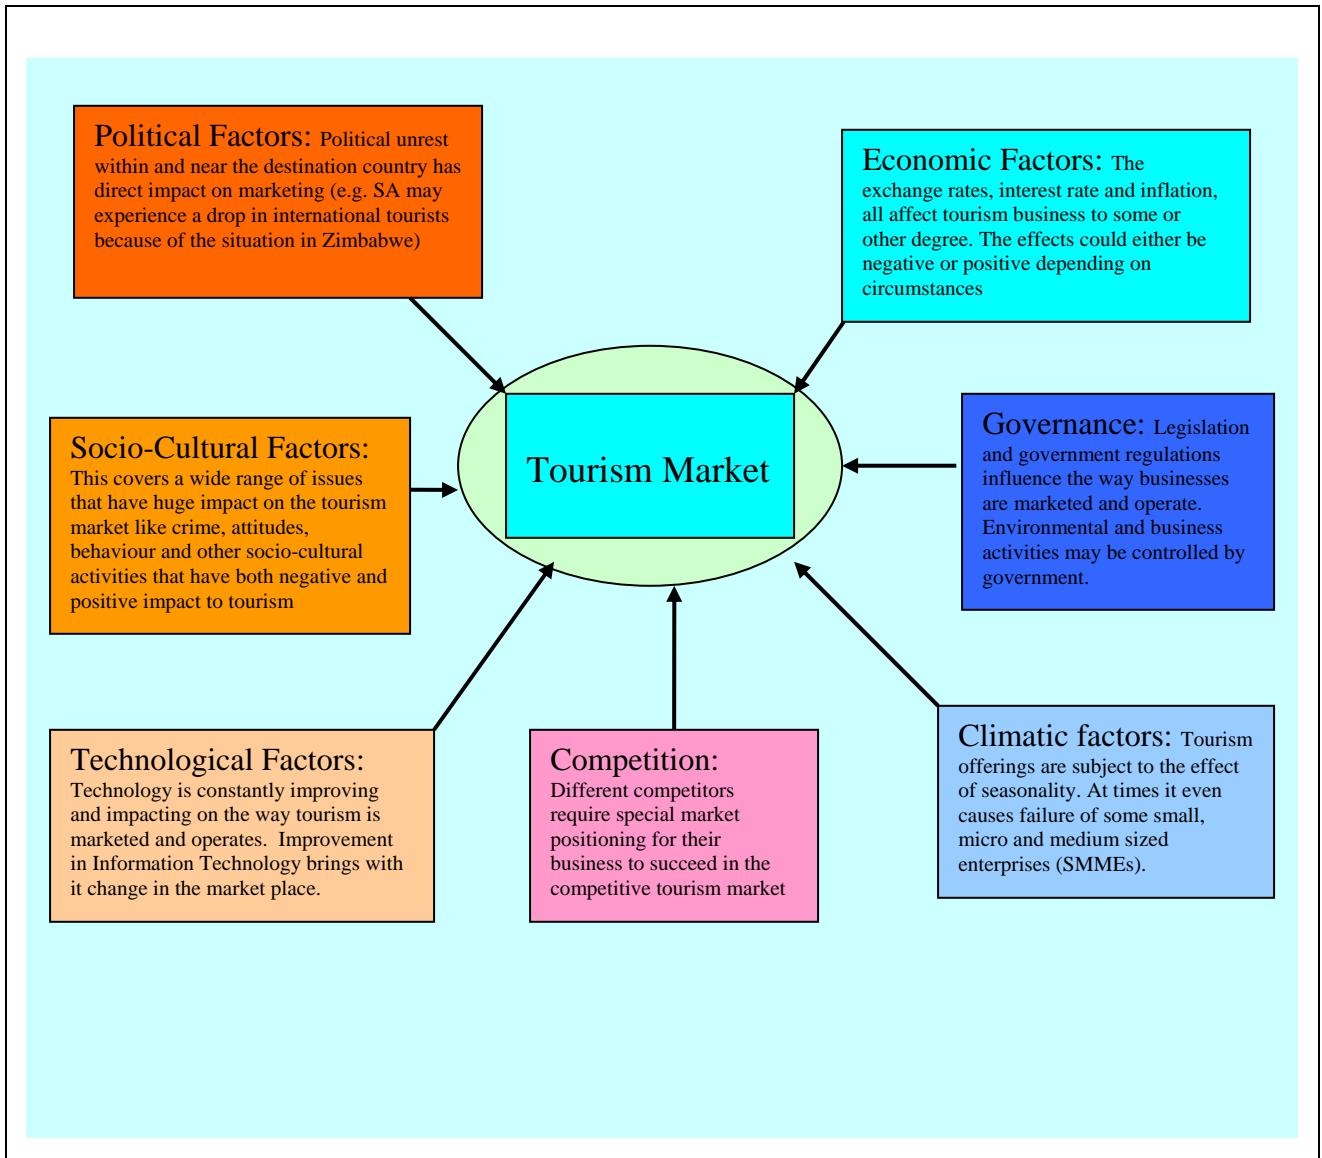 Political Factors: Political unrest
within and near the destination country has
direct impact on marketing (e.g. SA may
experience a drop in international tourists
because of the situation in Zimbabwe)
Economic Factors: The
exchange rates, interest rate and inflation,
all affect tourism business to some or
other degree. The effects could either be
negative or positive depending on
circumstances
Socio-Cultural Factors:
This covers a wide range of issues
that have huge impact on the tourism
market like crime, attitudes,
behaviour and other socio-cultural
activities that have both negative and
positive impact to tourism
Tourism Market
Governance: Legislation
and government regulations
influence the way businesses
are marketed and operate.
Environmental and business
activities may be controlled by
government.
Technological Factors:
Technology is constantly improving
and impacting on the way tourism is
marketed and operates. Improvement
in Information Technology brings with
it change in the market place.
Competition:
Different competitors
require special market
positioning for their
business to succeed in the
competitive tourism market
Climatic factors: Tourism
offerings are subject to the effect
of seasonality. At times it even
causes failure of some small,
micro and medium sized
enterprises (SMMEs).